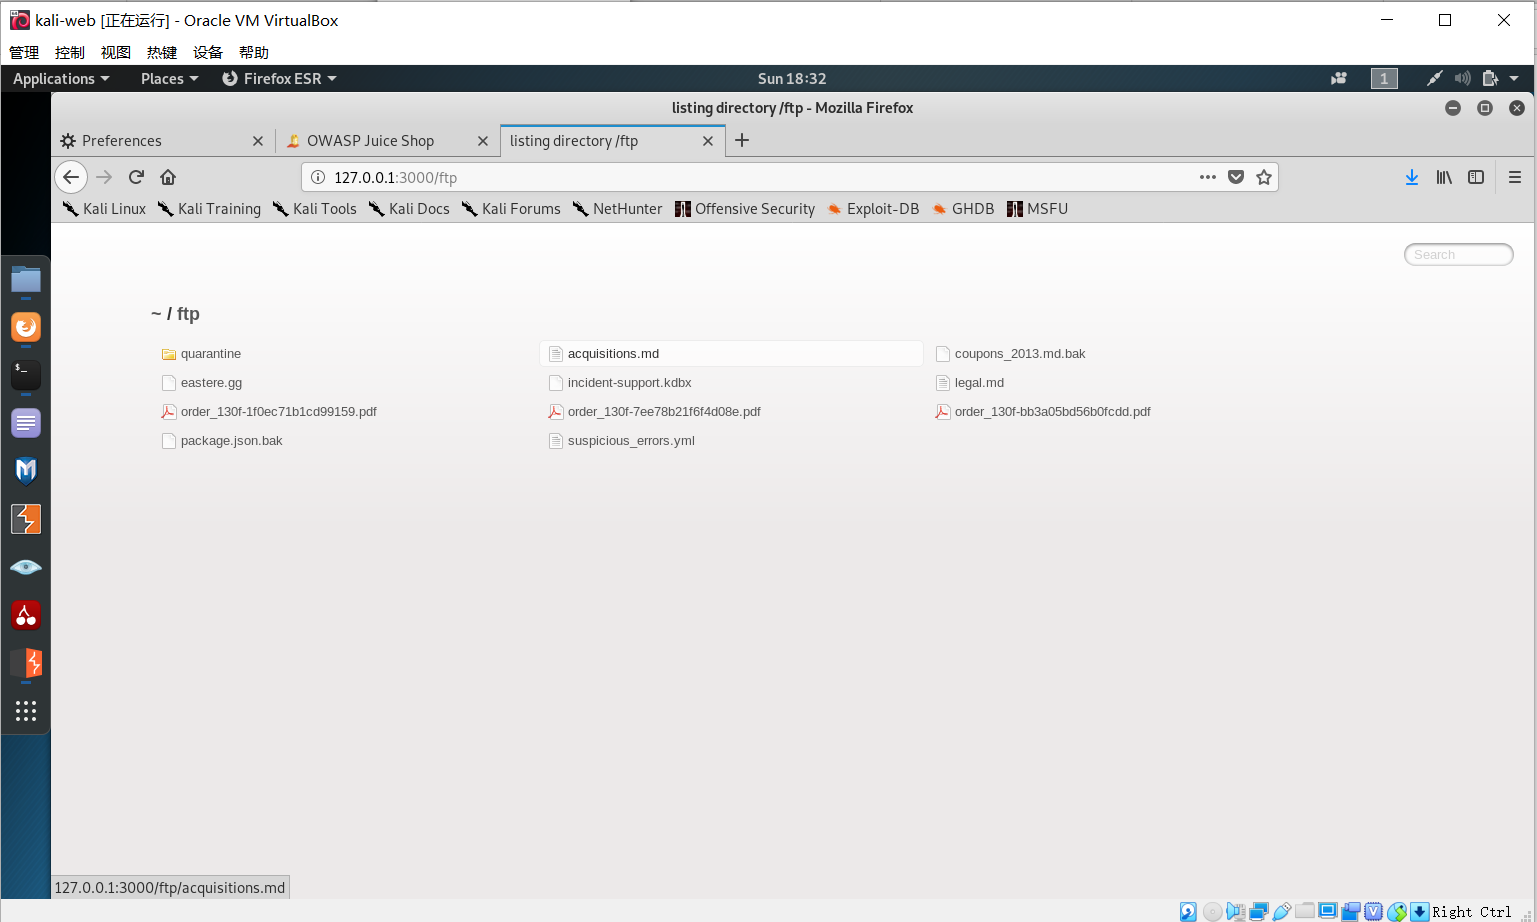 kali-web [正在运行] - Oracle VM VirtualBox
管理 控制 视图 热键 设备 帮助
Applications Places Firefox ESR Sun 18:32 1
listing directory /ftp - Mozilla Firefox
Preferences OWASP Juice Shop listing directory /ftp
127.0.0.1:3000/ftp
Kali Linux Kali Training Kali Tools Kali Docs Kali Forums NetHunter Offensive Security Exploit-DB GHDB MSFU
Search
~ / ftp
quarantine acquisitions.md coupons_2013.md.bak
eastere.gg incident-support.kdbx legal.md
order_130f-1f0ec71b1cd99159.pdf order_130f-7ee78b21f6f4d08e.pdf order_130f-bb3a05bd56b0fcdd.pdf
package.json.bak suspicious_errors.yml
127.0.0.1:3000/ftp/acquisitions.md
Right Ctrl